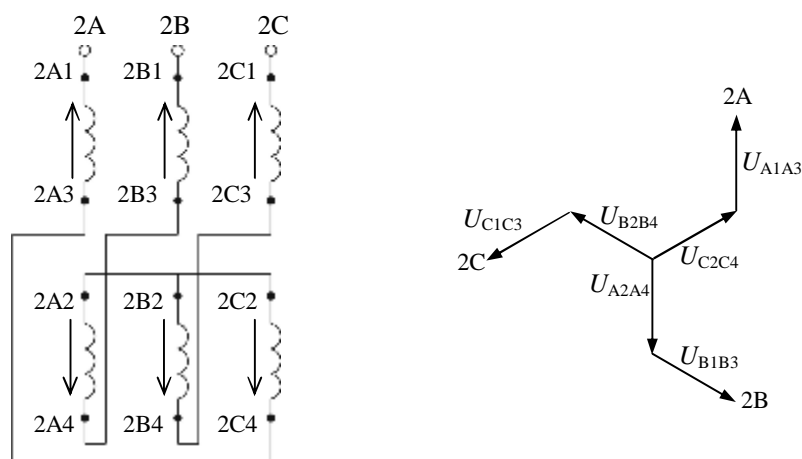 2A 2B 2C
2A1 2B1 2C1
2A3 2B3 2C3
2A2 2B2 2C2
2A4 2B4 2C4
2A
U_A1A3
U_C1C3 U_B2B4
2C U_C2C4
U_A2A4
U_B1B3
2B